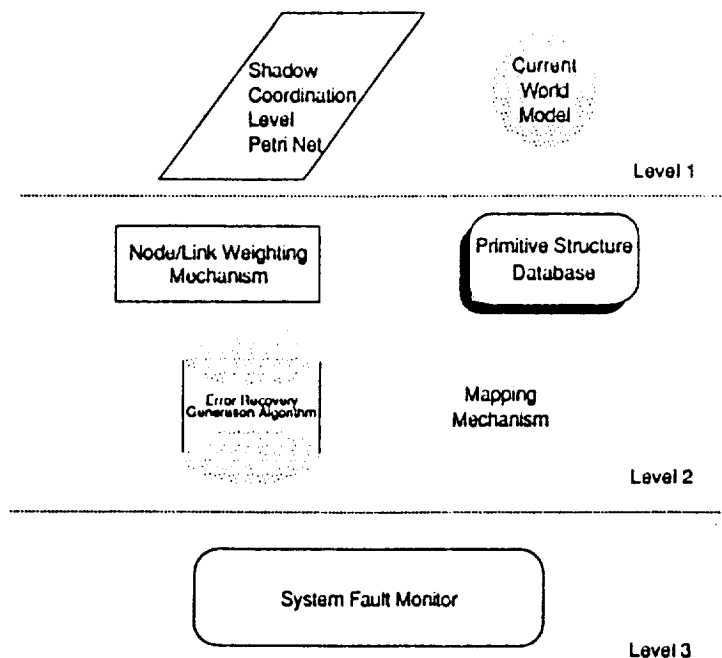 Shadow
Coordination
Level
Petri Net
Current
World
Model
Level 1
Node/Link Weighting
Mechanism
Primitive Structure
Database
Error Recovery
Generation Algorithm
Mapping
Mechanism
Level 2
System Fault Monitor
Level 3